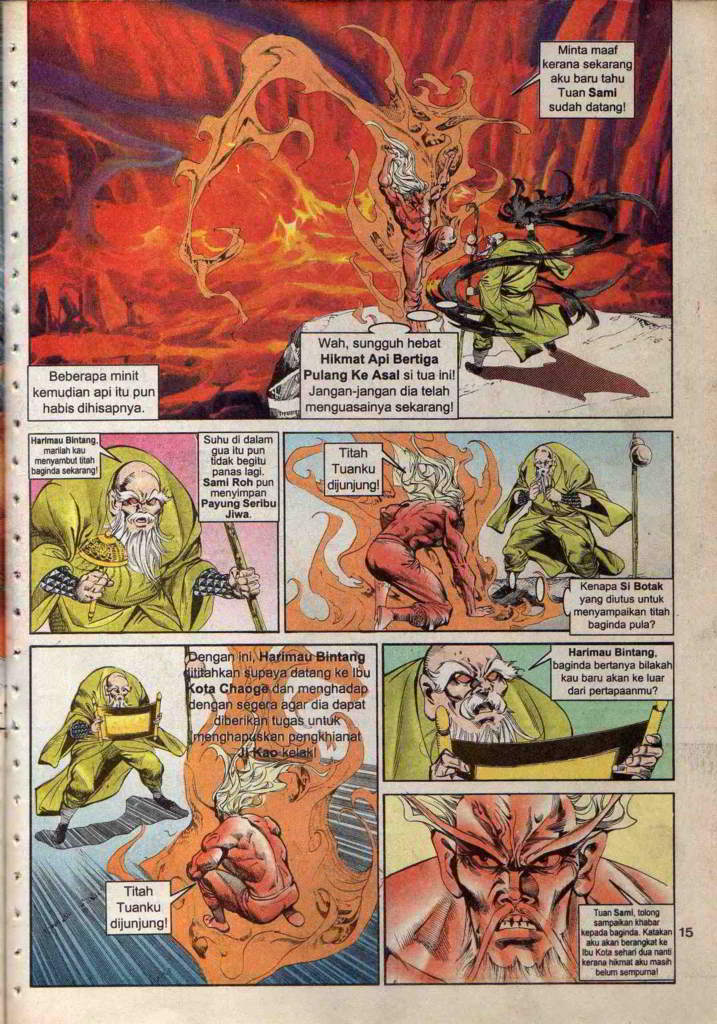 Minta maaf
kerana sekarang
aku baru tahu
Tuan Sami
sudah datang!
Wah, sungguh hebat
Hikmat Api Bertiga
Pulang Ke Asal si tua ini!
Jangan-jangan dia telah
menguasainya sekarang!
Beberapa minit
kemudian api itu pun
habis dihisapnya.
Harimau Bintang,
marilah kau
menyambut titah
baginda sekarang!
Suhu di dalam
gua itu pun
tidak begitu
panas lagi.
Sami Roh pun
menyimpan
Payung Seribu
Jiwa.
Titah
Tuanku
dijunjung!
Kenapa Si Botak
yang diutus untuk
menyampaikan titah
baginda pula?
Dengan ini, Harimau Bintang
dititahkan supaya datang ke Ibu
Kota Chaoge dan menghadap
dengan segera agar dia dapat
diberikan tugas untuk
menghapuskan pengkhianat
Ji Kao kelak!
Titah
Tuanku
dijunjung!
Harimau Bintang,
baginda bertanya bilakah
kau baru akan ke luar
dari pertapaanmu?
Tuan Sami, tolong
sampaikan khabar
kepada baginda. Katakan
aku akan berangkat ke
Ibu Kota sehari dua nanti
kerana hikmat aku masih
belum sempurna!
15